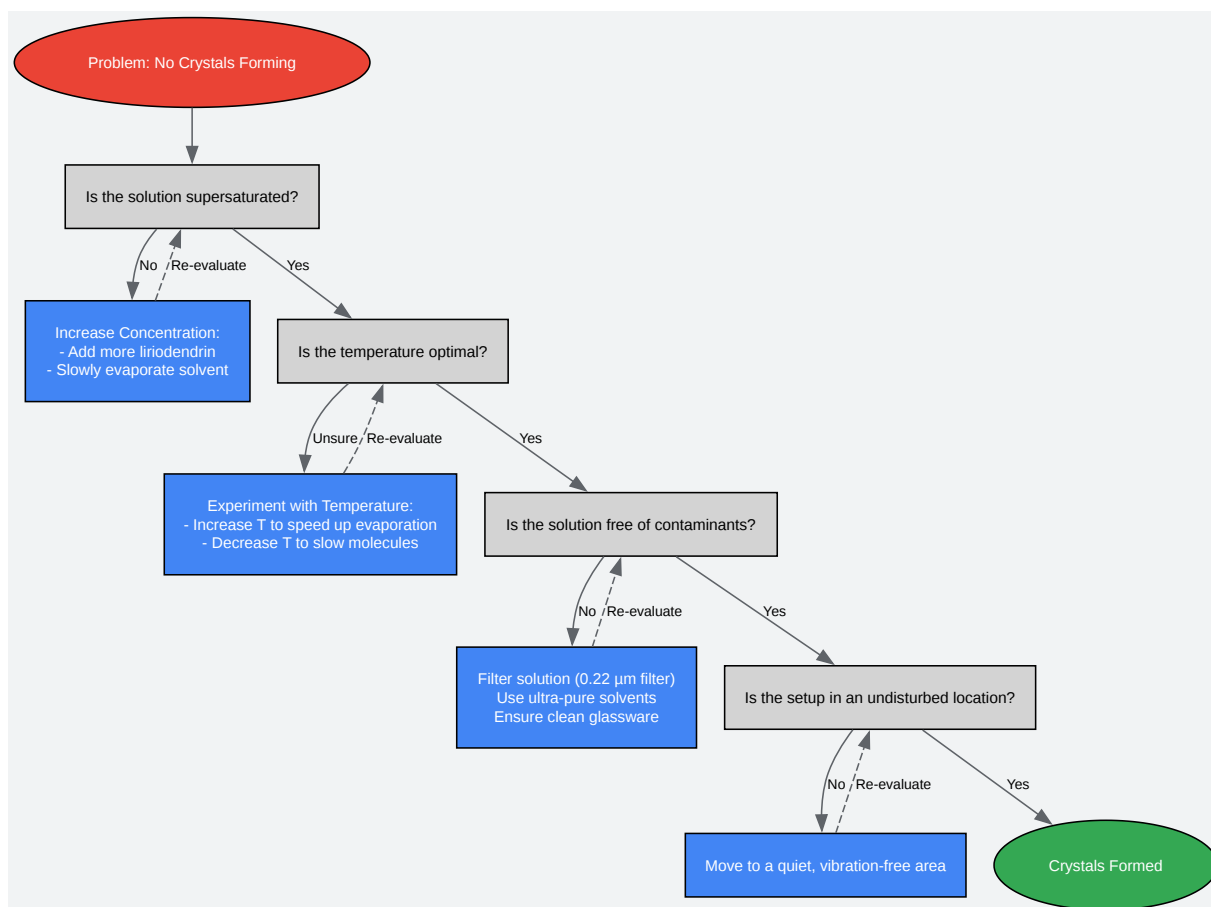 Problem: No Crystals Forming
Is the solution supersaturated?
No
Re-evaluate
Yes
Increase Concentration:
- Add more liriodendrin
- Slowly evaporate solvent
Is the temperature optimal?
Unsure
Re-evaluate
Yes
Experiment with Temperature:
- Increase T to speed up evaporation
- Decrease T to slow molecules
Is the solution free of contaminants?
No
Re-evaluate
Yes
Filter solution (0.22 µm filter)
Use ultra-pure solvents
Ensure clean glassware
Is the setup in an undisturbed location?
No
Re-evaluate
Yes
Move to a quiet, vibration-free area
Crystals Formed